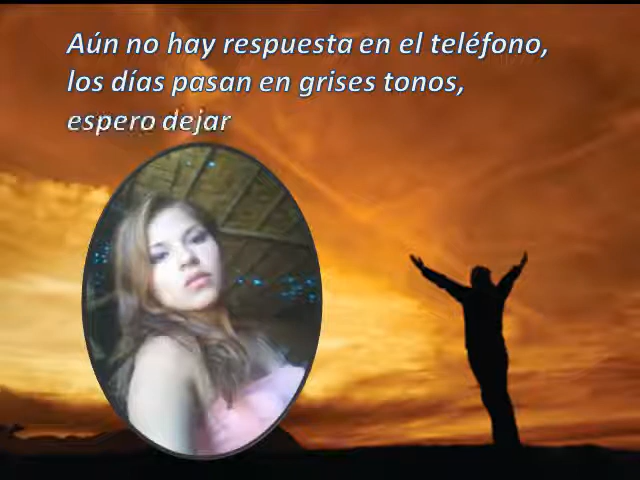 Aún no hay respuesta en el teléfono,
los días pasan en grises tonos,
espero dejar